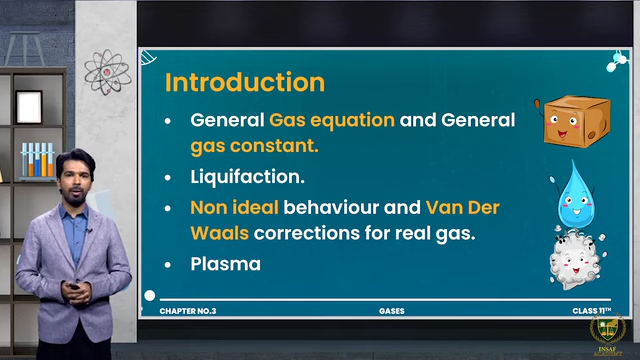 Introduction
• General Gas equation and General
gas constant.
• Liquifaction.
• Non ideal behaviour and Van Der
Waals corrections for real gas.
• Plasma
CHAPTER NO.3 GASES CLASS 11TH
INSAF